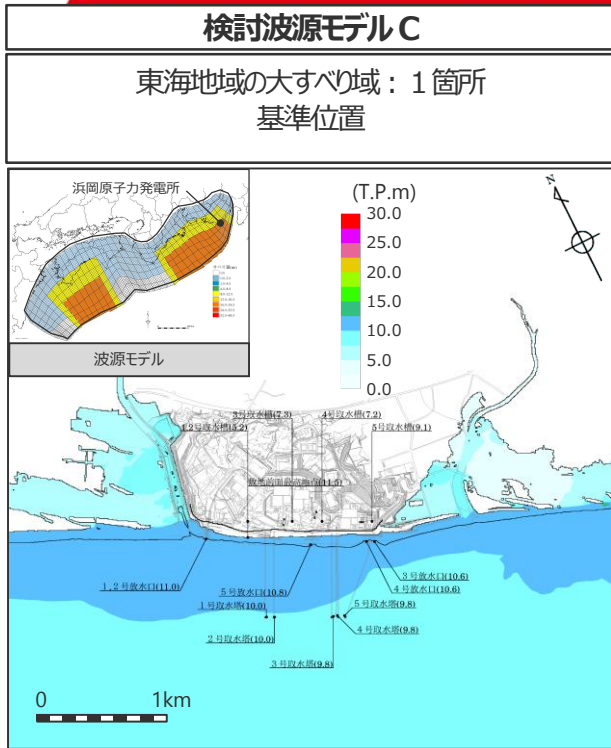 検討波源モデルC
東海地域の大すべり域：１箇所
基準位置
浜岡原子力発電所
波源モデル
(T.P.m)
30.0
25.0
20.0
15.0
10.0
5.0
0.0
N
3号取水槽(7.3)
4号取水槽(7.2)
1,2号取水槽(5.2)
5号取水槽(9.1)
敷地前面最高地点(11.5)
1,2号放水口(11.0)
5号放水口(10.8)
3号放水口(10.6)
4号放水口(10.6)
1号取水塔(10.0)
5号取水塔(9.8)
2号取水塔(10.0)
4号取水塔(9.8)
3号取水塔(9.8)
0
1km